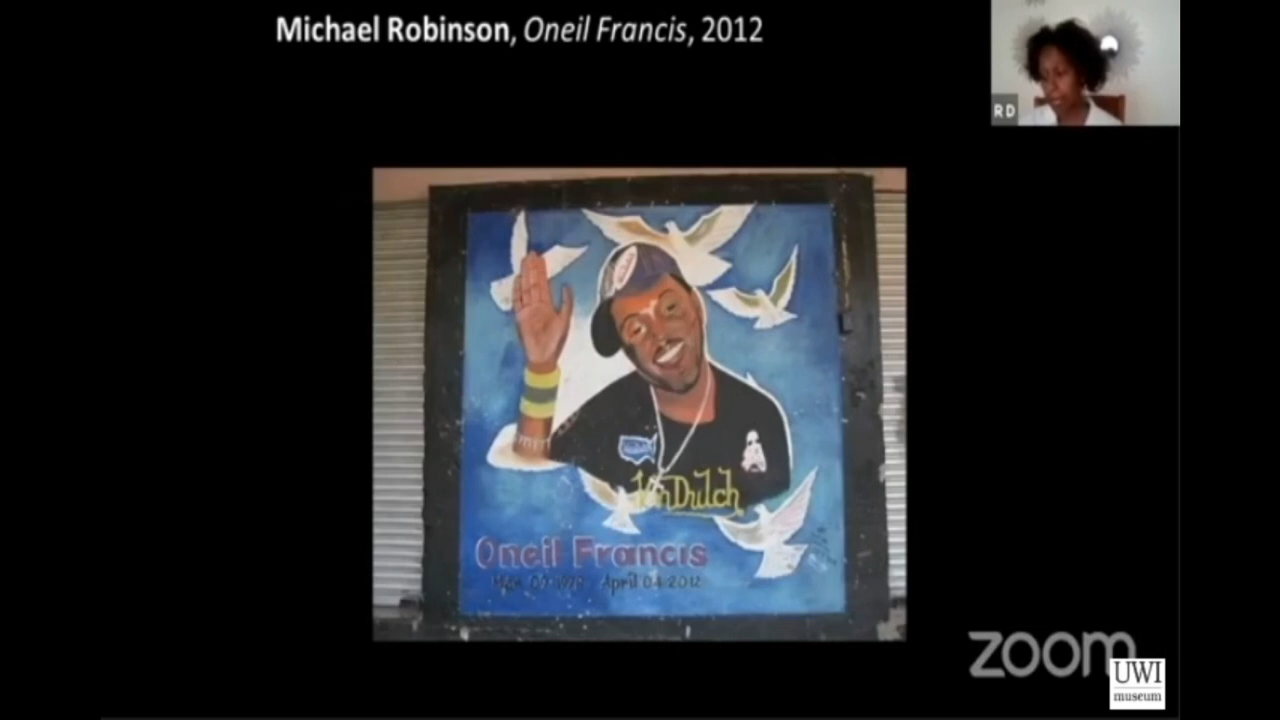 Michael Robinson, Oneil Francis, 2012
RD
VonDutch
Oneil Francis
April 04 2012
zoom
UWI
museum